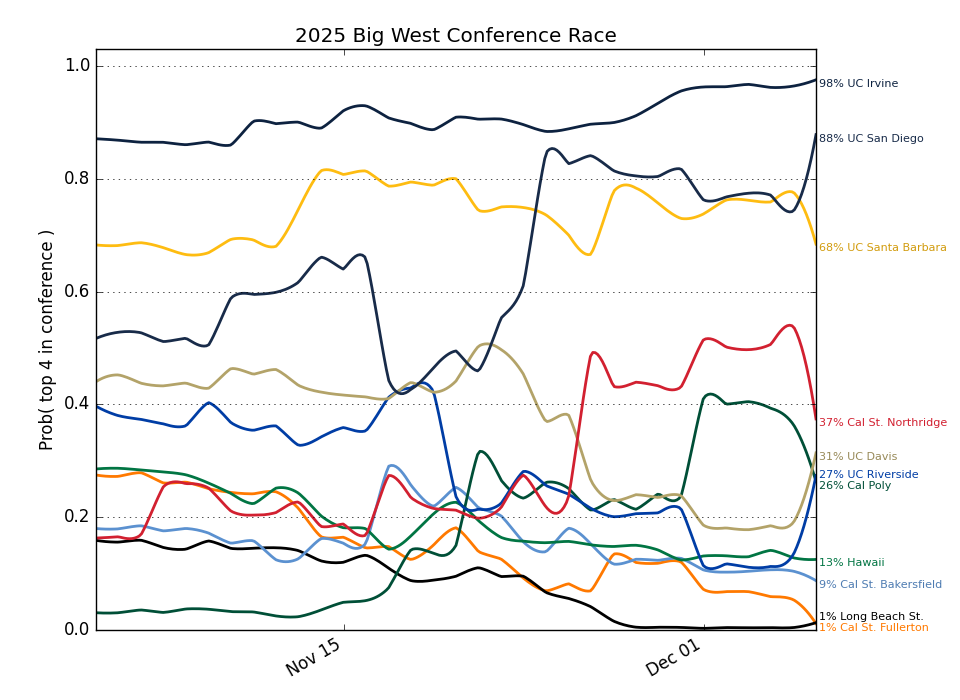 2025 Big West Conference Race
Prob( top 4 in conference )
1.0
0.8
0.6
0.4
0.2
0.0
Nov 15
Dec 01
98% UC Irvine
88% UC San Diego
68% UC Santa Barbara
37% Cal St. Northridge
31% UC Davis
27% UC Riverside
26% Cal Poly
13% Hawaii
9% Cal St. Bakersfield
1% Long Beach St.
1% Cal St. Fullerton